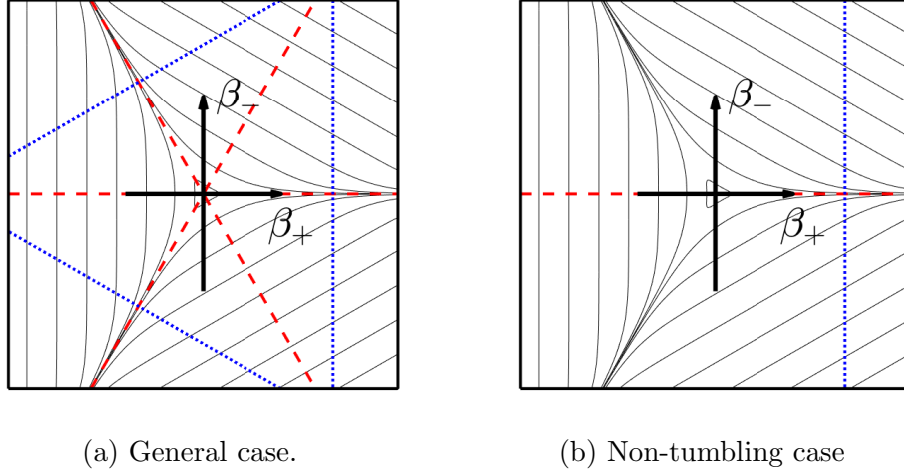 β₋
β₊
β₋
β₊
(a) General case.
(b) Non-tumbling case